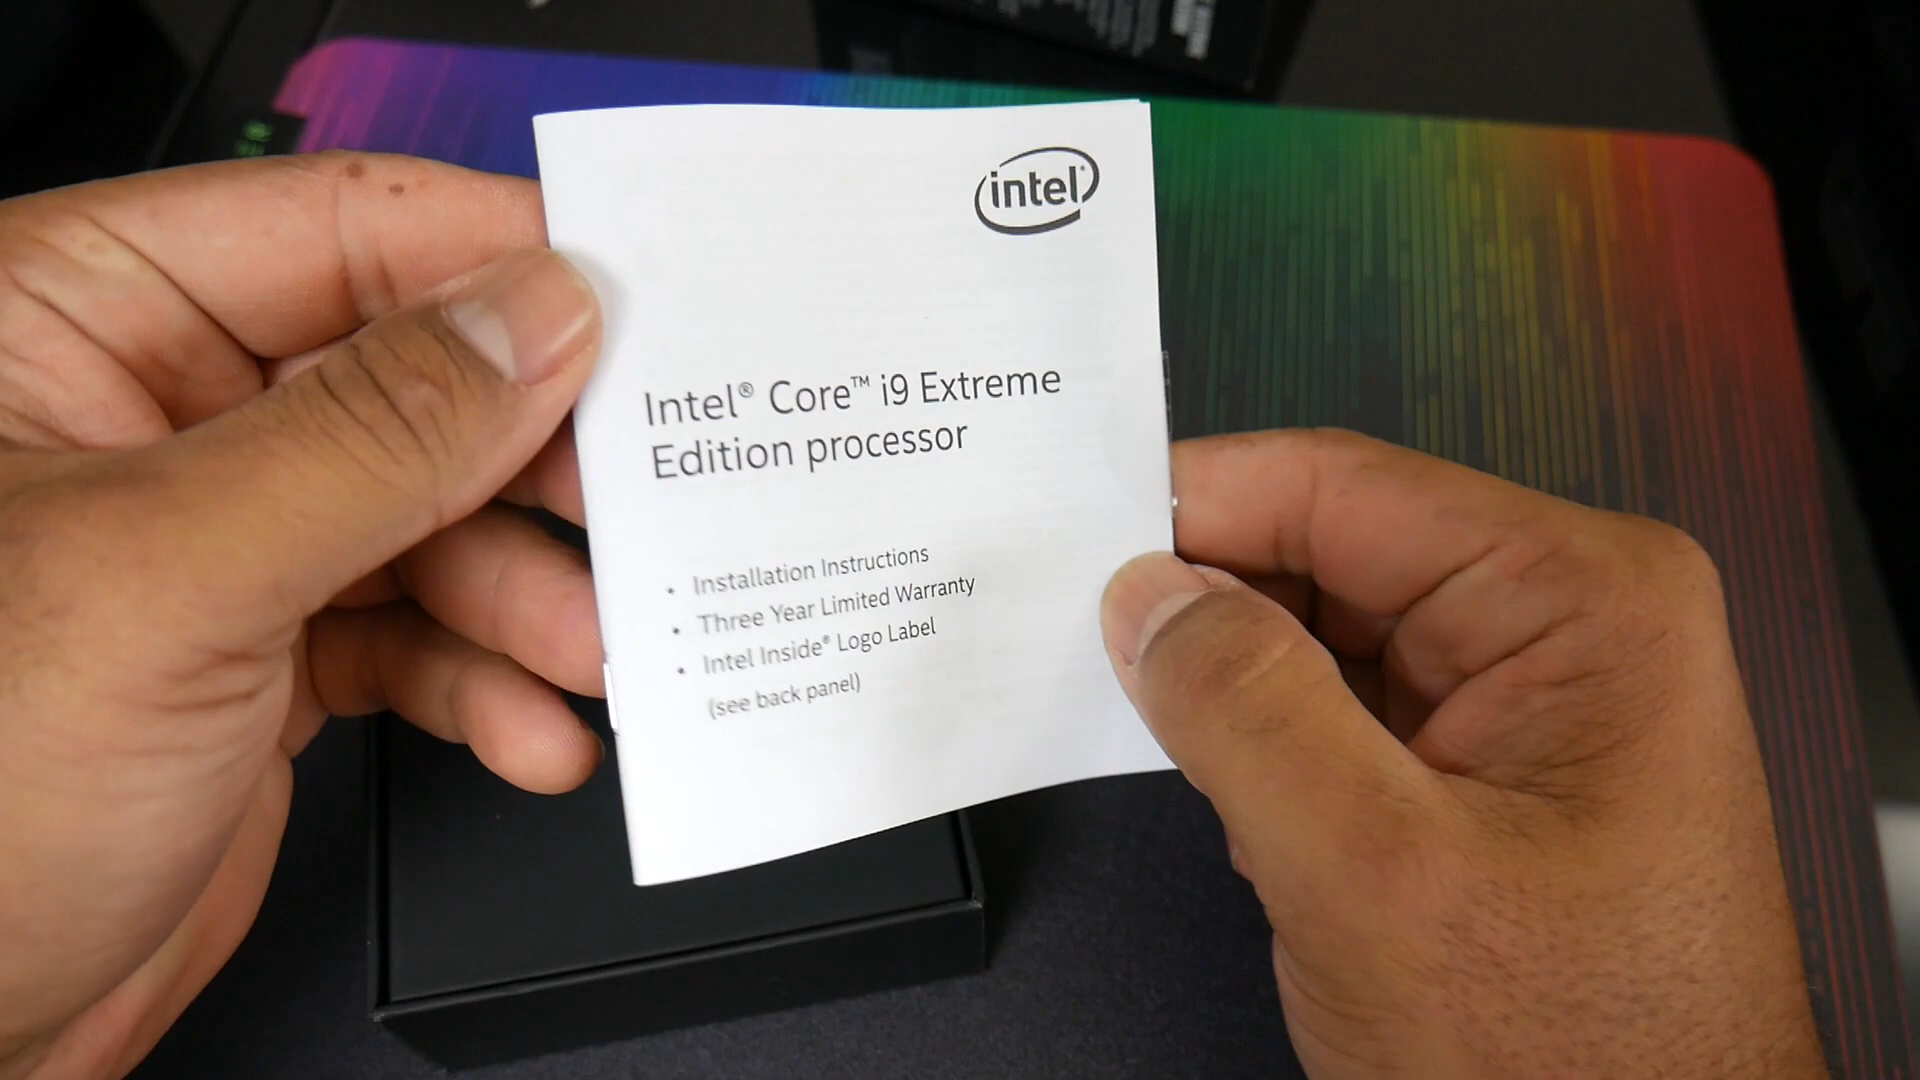 intel®
Intel® Core™ i9 Extreme
Edition processor
• Installation Instructions
• Three Year Limited Warranty
• Intel Inside® Logo Label
(see back panel)